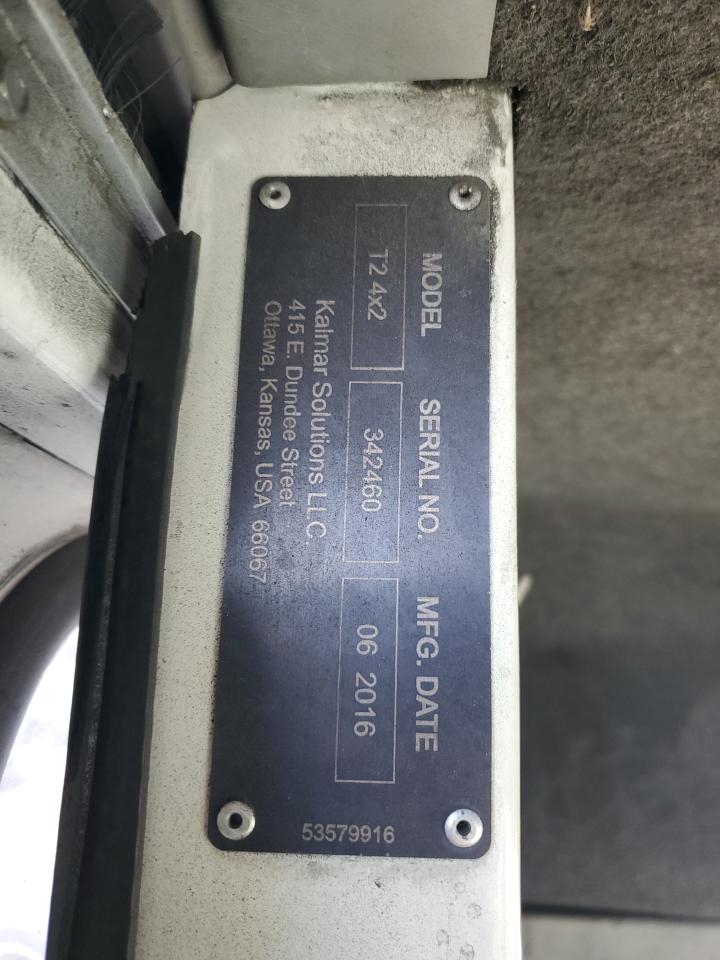 MODEL SERIAL NO. MFG. DATE
T2 4x2 342460 06 2016
Kalmar Solutions LLC.
415 E. Dundee Street
Ottawa, Kansas, USA 66067
53579916